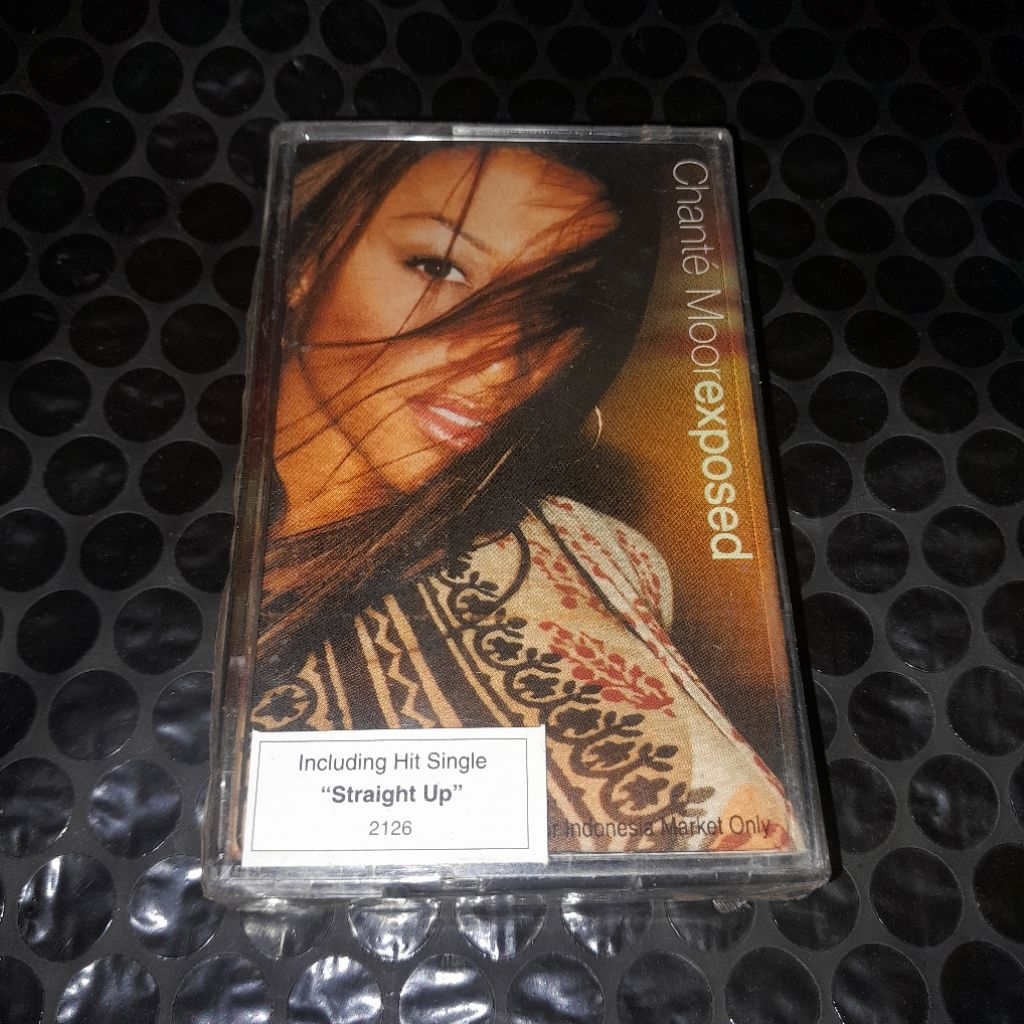 Chanté Moorexposed
Including Hit Single
“Straight Up”
2126
Indonesia Market Only